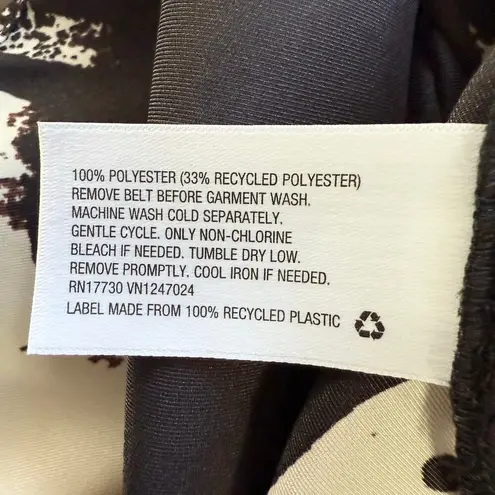 100% POLYESTER (33% RECYCLED POLYESTER)
REMOVE BELT BEFORE GARMENT WASH.
MACHINE WASH COLD SEPARATELY.
GENTLE CYCLE. ONLY NON-CHLORINE
BLEACH IF NEEDED. TUMBLE DRY LOW.
REMOVE PROMPTLY. COOL IRON IF NEEDED.
RN17730 VN1247024
LABEL MADE FROM 100% RECYCLED PLASTIC